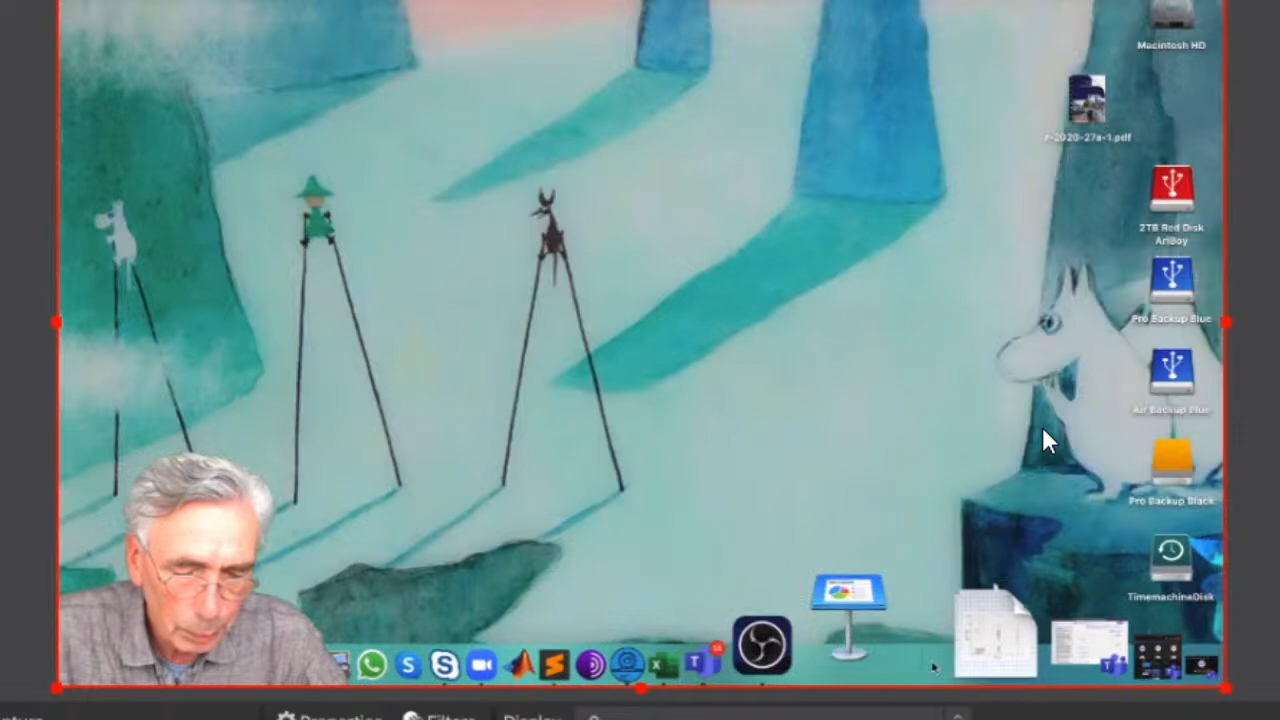 Macintosh HD
r-2020-27a-1.pdf
2TB Red Disk
AriBoy
Pro Backup Blue
Air Backup Blue
Pro Backup Black
TimemachineDisk
Properties
Filters
Display